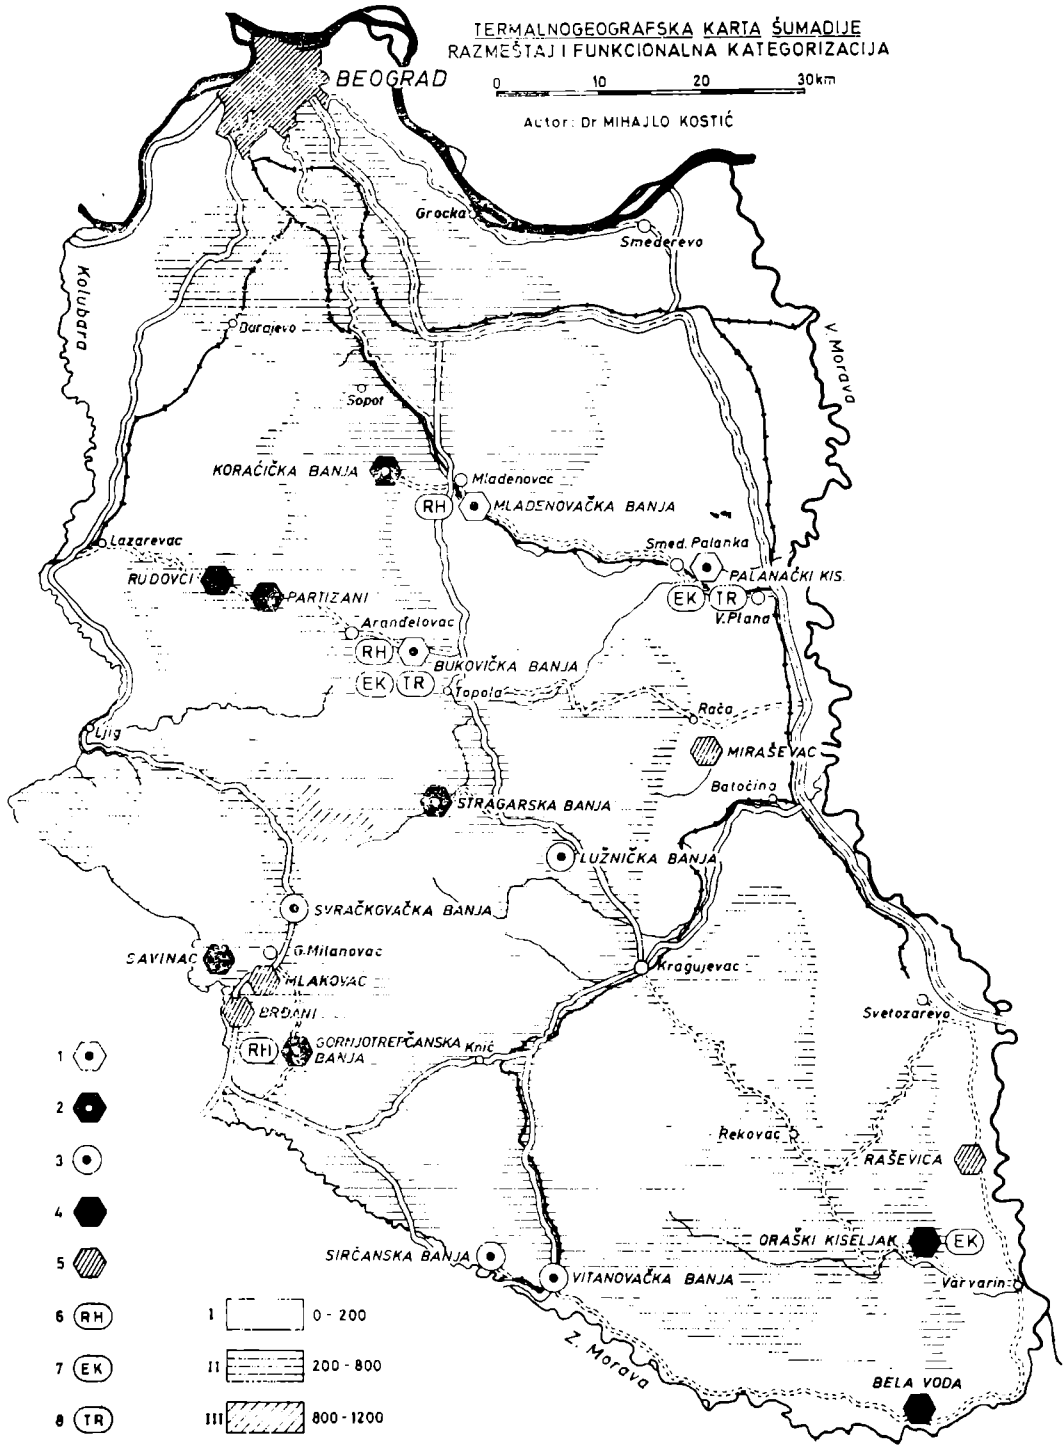 TERMALNOGEOGRAFSKA KARTA ŠUMADIJE
RAZMEŠTAJ I FUNKCIONALNA KATEGORIZACIJA
0 10 20 30km
Autor: Dr MIHAJLO KOSTIĆ
BEOGRAD
Grocka
Smederevo
Kolubara
Barajevo
V Morava
Sopot
KORAĆIČKA BANJA
Mladenovac
RH
MLADENOVAČKA BANJA
Lazarevac
Smed. Palanka
RUDOVCI
PALANAČKI KIS.
PARTIZANI
EK TR
V. Plana
Aranđelovac
RH
BUKOVIČKA BANJA
EK TR
Topola
Rača
Ljig
MIRAŠEVAC
Batočina
STRAGARSKA BANJA
LUŽNIČKA BANJA
SVRAČKOVAČKA BANJA
SAVINAC
G. Milanovac
MLAKOVAC
Kragujevac
BRĐANI
Svetozarevo
RH
GORNJOTREPČANSKA
BANJA
Knić
Rekovac
RAŠEVICA
ORAŠKI KISELJAK
EK
SIRČANSKA BANJA
VITANOVAČKA BANJA
Varvarin
Z. Morava
BELA VODA
1
2
3
4
5
6 RH
7 EK
8 TR
I 0-200
II 200-800
III 800-1200